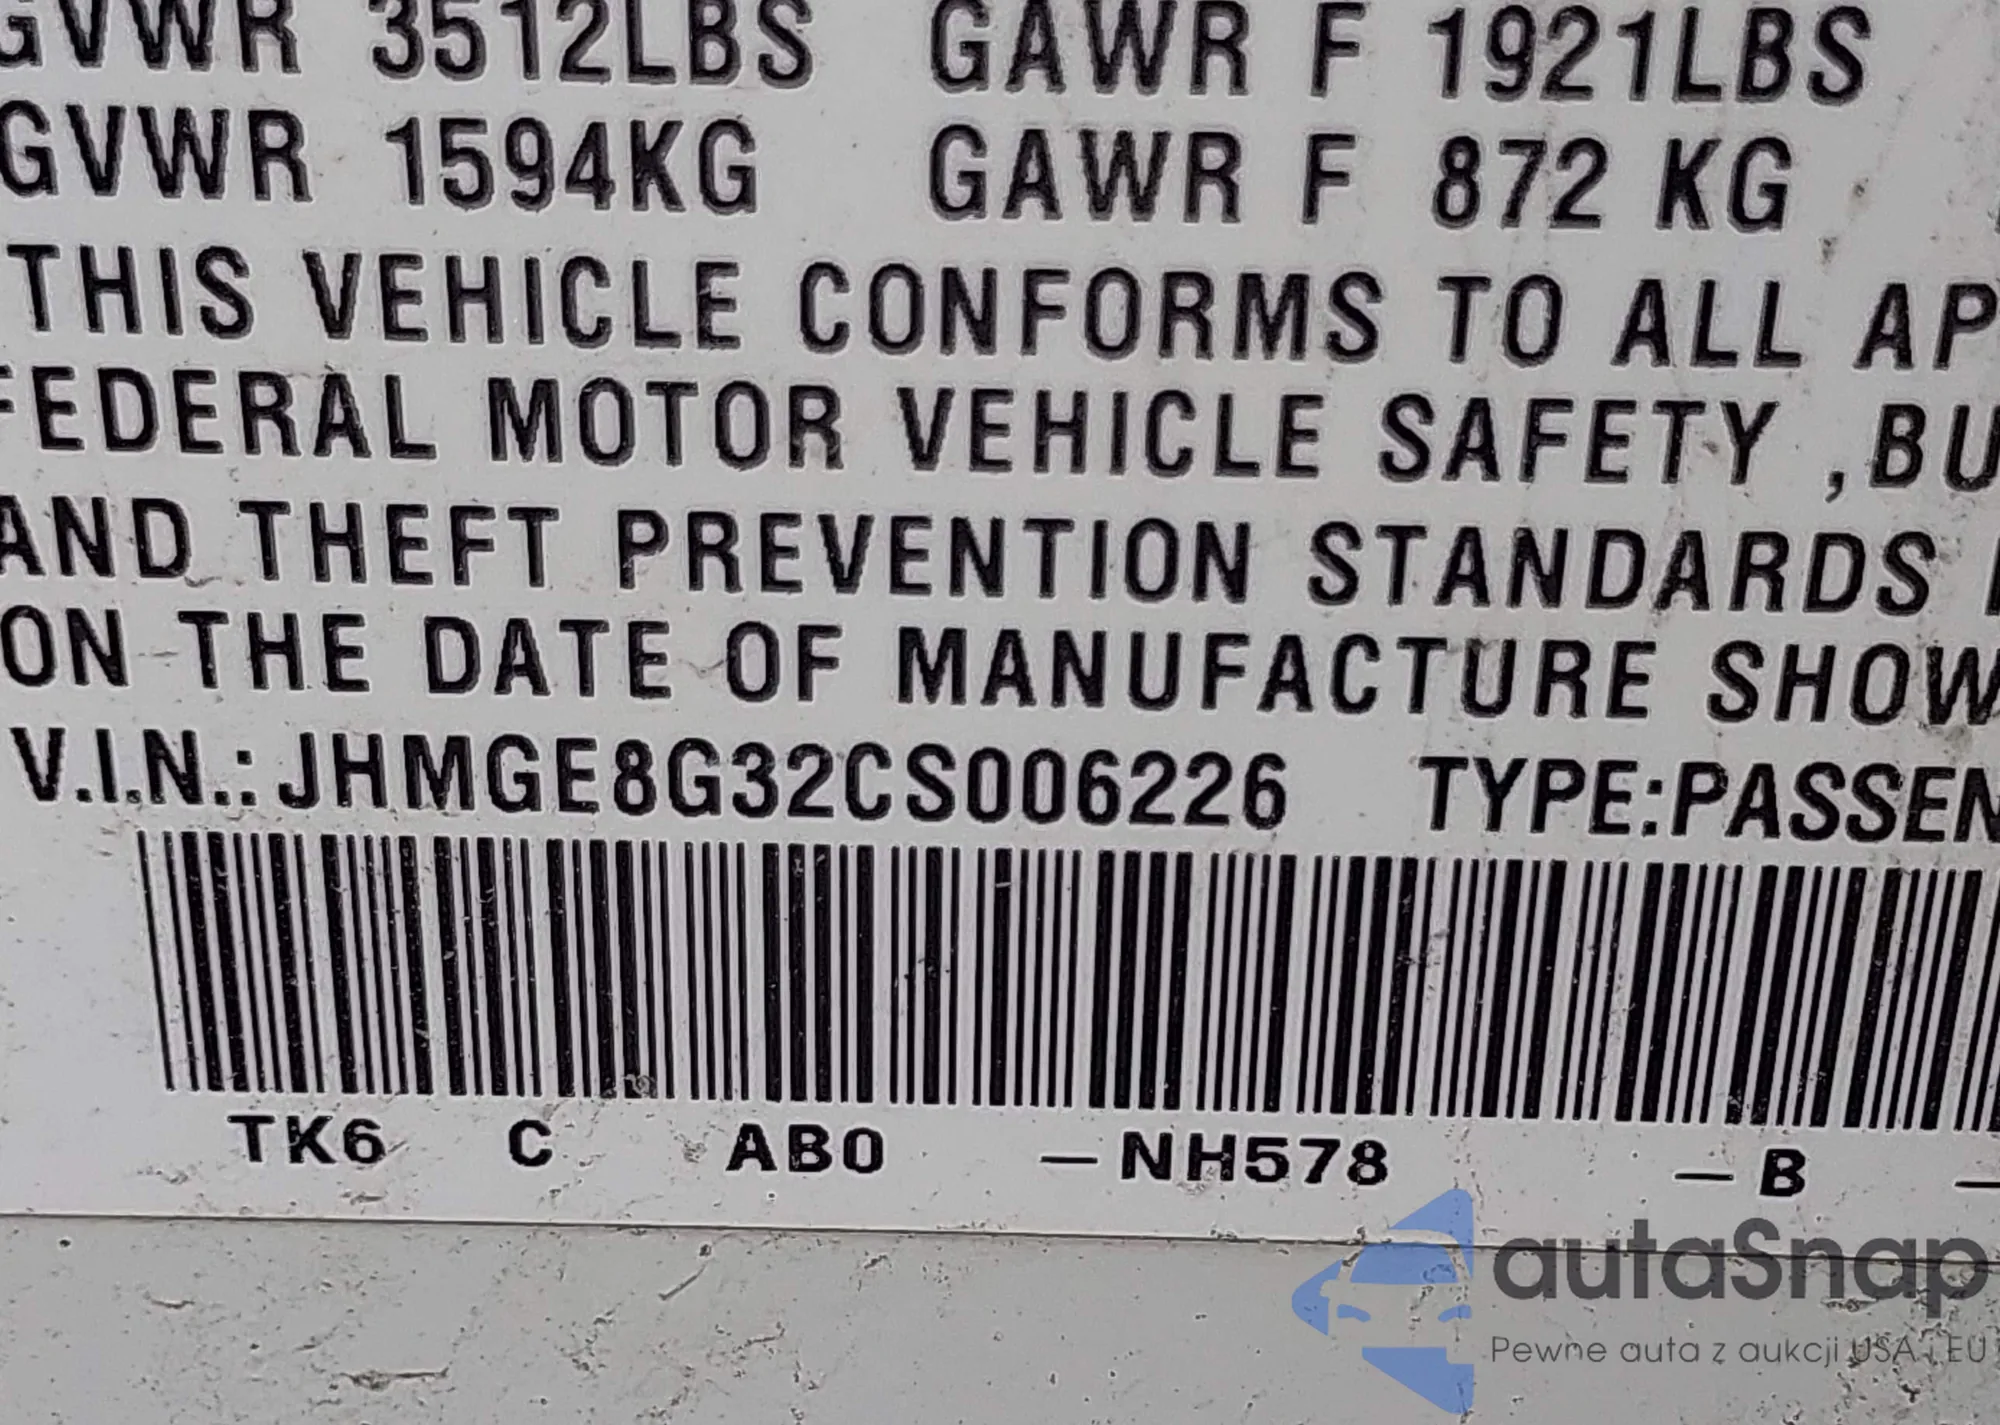 GVWR 3512LBS GAWR F 1921LBS
GVWR 1594KG GAWR F 872 KG
THIS VEHICLE CONFORMS TO ALL AP
FEDERAL MOTOR VEHICLE SAFETY ,BU
AND THEFT PREVENTION STANDARDS
ON THE DATE OF MANUFACTURE SHOW
V.I.N.: JHMGE8G32CS006226 TYPE:PASSEN
TK6 C AB0 –NH578 –B –
autaSnap
Pewne auta z aukcji USA i EU